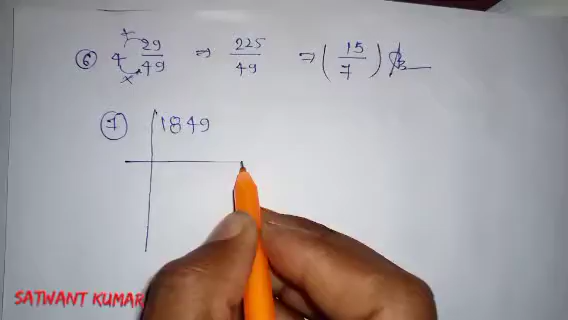 ⑥ 4 29/49 ⇒ 225/49 ⇒ (15/7)
⑦ 1849
SATWANT KUMAR